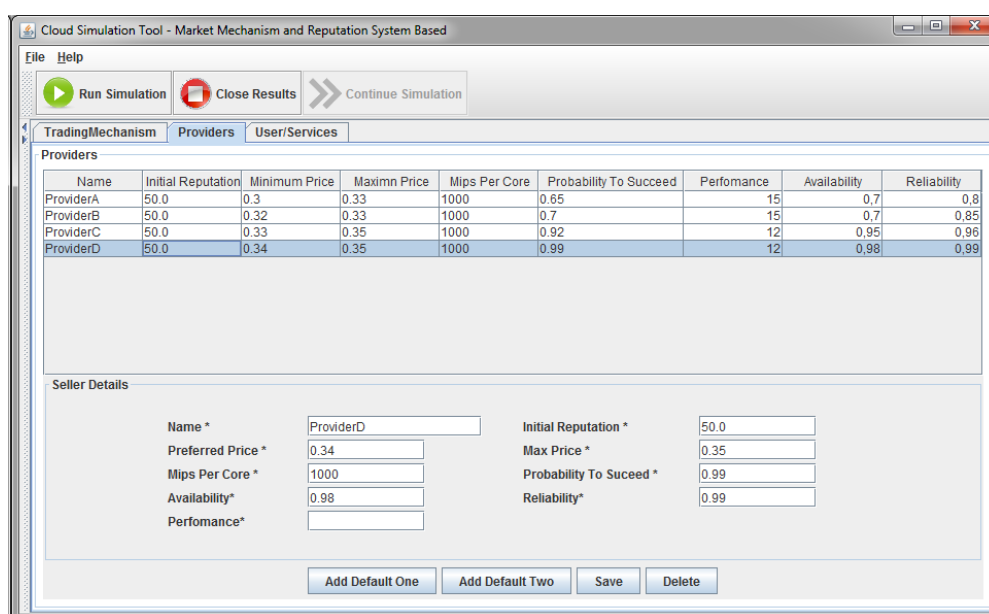 Cloud Simulation Tool - Market Mechanism and Reputation System Based
File Help
Run Simulation Close Results Continue Simulation
TradingMechanism Providers User/Services
Providers
Name Initial Reputation Minimum Price Maximn Price Mips Per Core Probability To Succeed Perfomance Availability Reliability
ProviderA 50.0 0.3 0.33 1000 0.65 15 0,7 0,8
ProviderB 50.0 0.32 0.33 1000 0.7 15 0,7 0,85
ProviderC 50.0 0.33 0.35 1000 0.92 12 0,95 0,96
ProviderD 50.0 0.34 0.35 1000 0.99 12 0,98 0,99
Seller Details
Name * ProviderD Initial Reputation * 50.0
Preferred Price * 0.34 Max Price * 0.35
Mips Per Core * 1000 Probability To Suceed * 0.99
Availability* 0.98 Reliability* 0.99
Perfomance*
Add Default One Add Default Two Save Delete